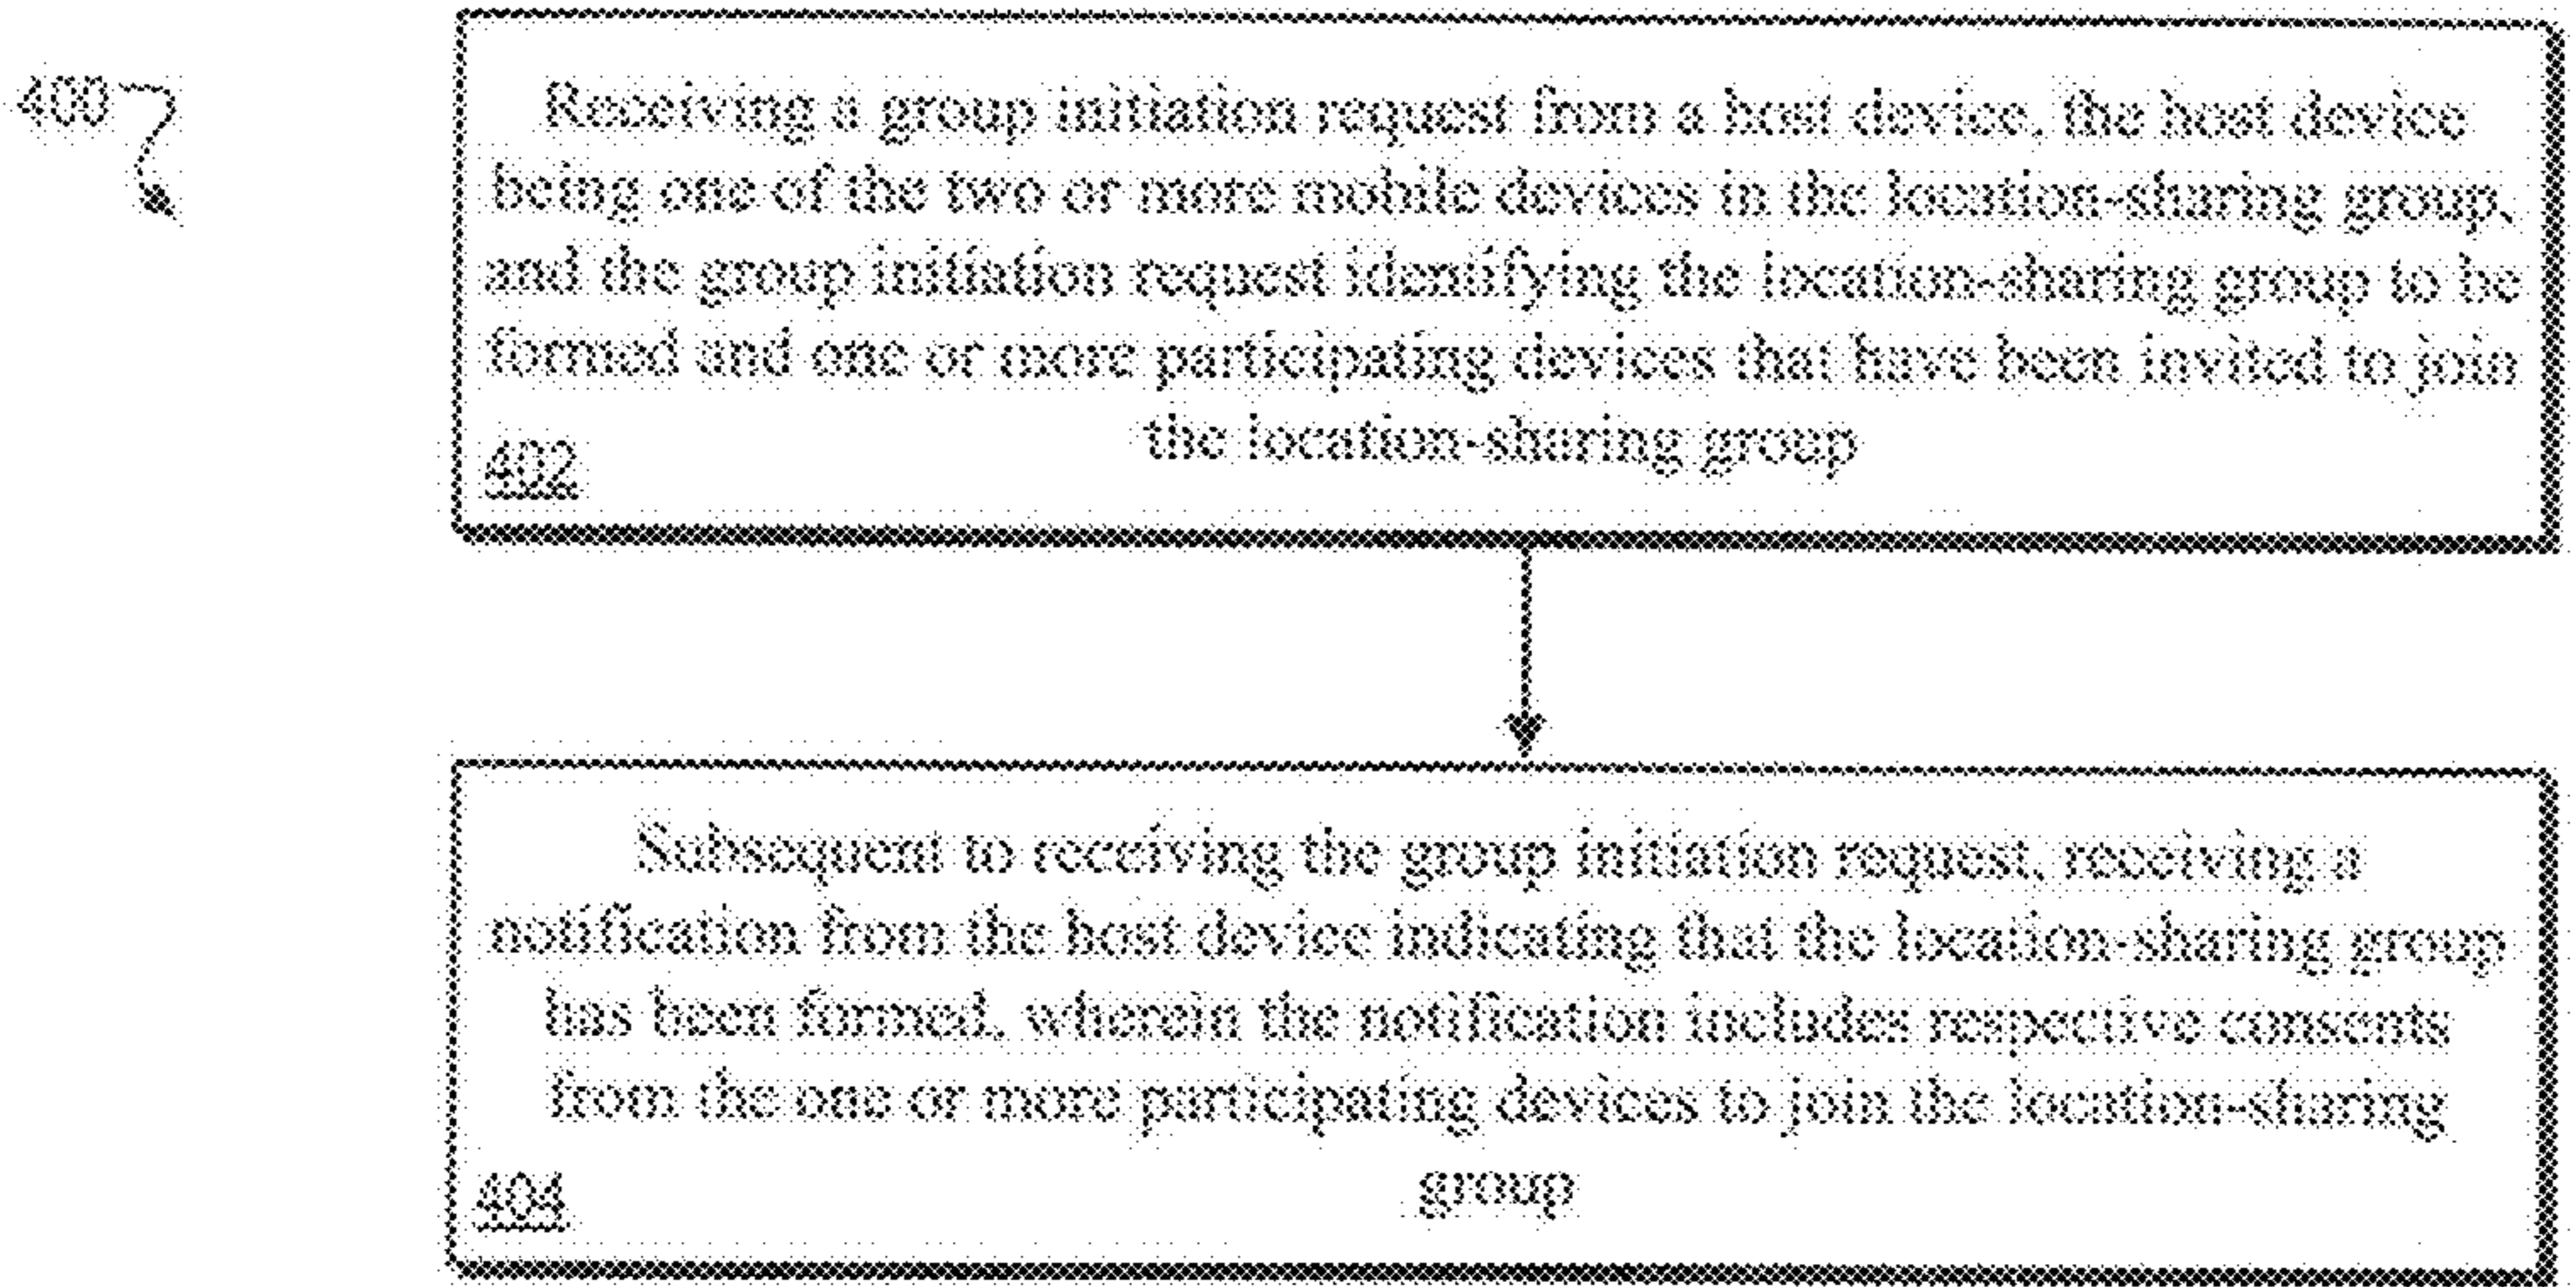 400
Receiving a group initiation request from a host device, the host device
being one of the two or more mobile devices in the location-sharing group,
and the group initiation request identifying the location-sharing group to be
formed and one or more participating devices that have been invited to join
the location-sharing group
402
Subsequent to receiving the group initiation request, receiving a
notification from the host device indicating that the location-sharing group
has been formed, wherein the notification includes respective consents
from the one or more participating devices to join the location-sharing
group
404